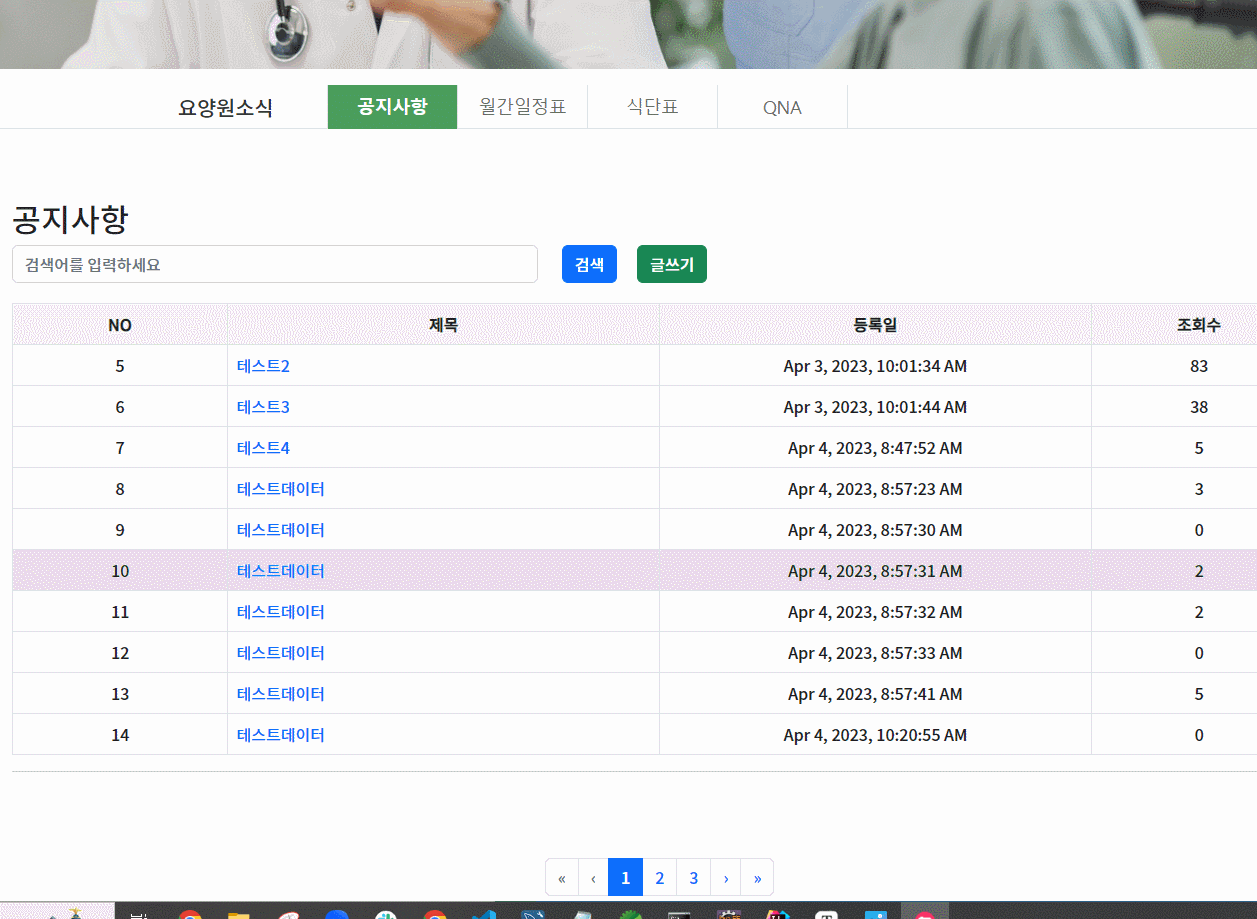 요양원소식 공지사항 월간일정표 식단표 QNA
공지사항
검색어를 입력하세요 검색 글쓰기
NO 제목 등록일 조회수
5 테스트2 Apr 3, 2023, 10:01:34 AM 83
6 테스트3 Apr 3, 2023, 10:01:44 AM 38
7 테스트4 Apr 4, 2023, 8:47:52 AM 5
8 테스트데이터 Apr 4, 2023, 8:57:23 AM 3
9 테스트데이터 Apr 4, 2023, 8:57:30 AM 0
10 테스트데이터 Apr 4, 2023, 8:57:31 AM 2
11 테스트데이터 Apr 4, 2023, 8:57:32 AM 2
12 테스트데이터 Apr 4, 2023, 8:57:33 AM 0
13 테스트데이터 Apr 4, 2023, 8:57:41 AM 5
14 테스트데이터 Apr 4, 2023, 10:20:55 AM 0
« ‹ 1 2 3 › »